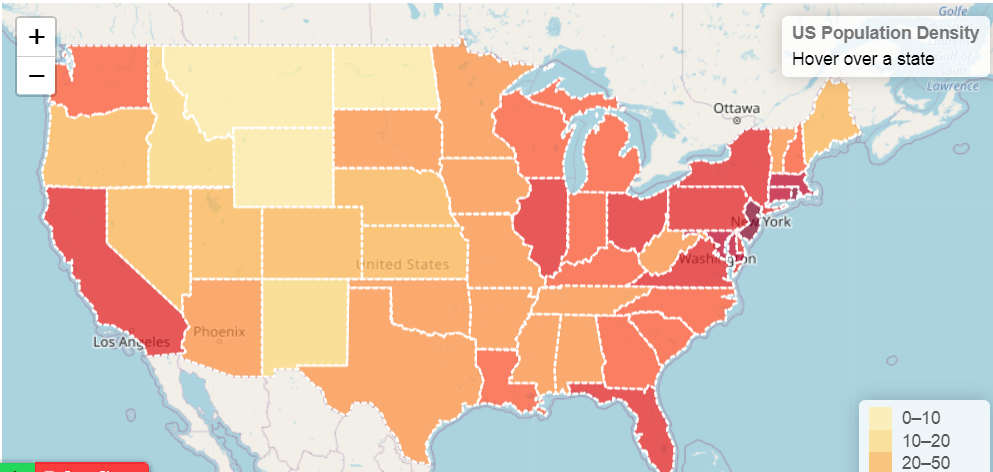 +
−
Golfe
US Population Density
Hover over a state
Lawrence
Ottawa
New York
Washington
United States
Phoenix
Los Angeles
0–10
10–20
20–50